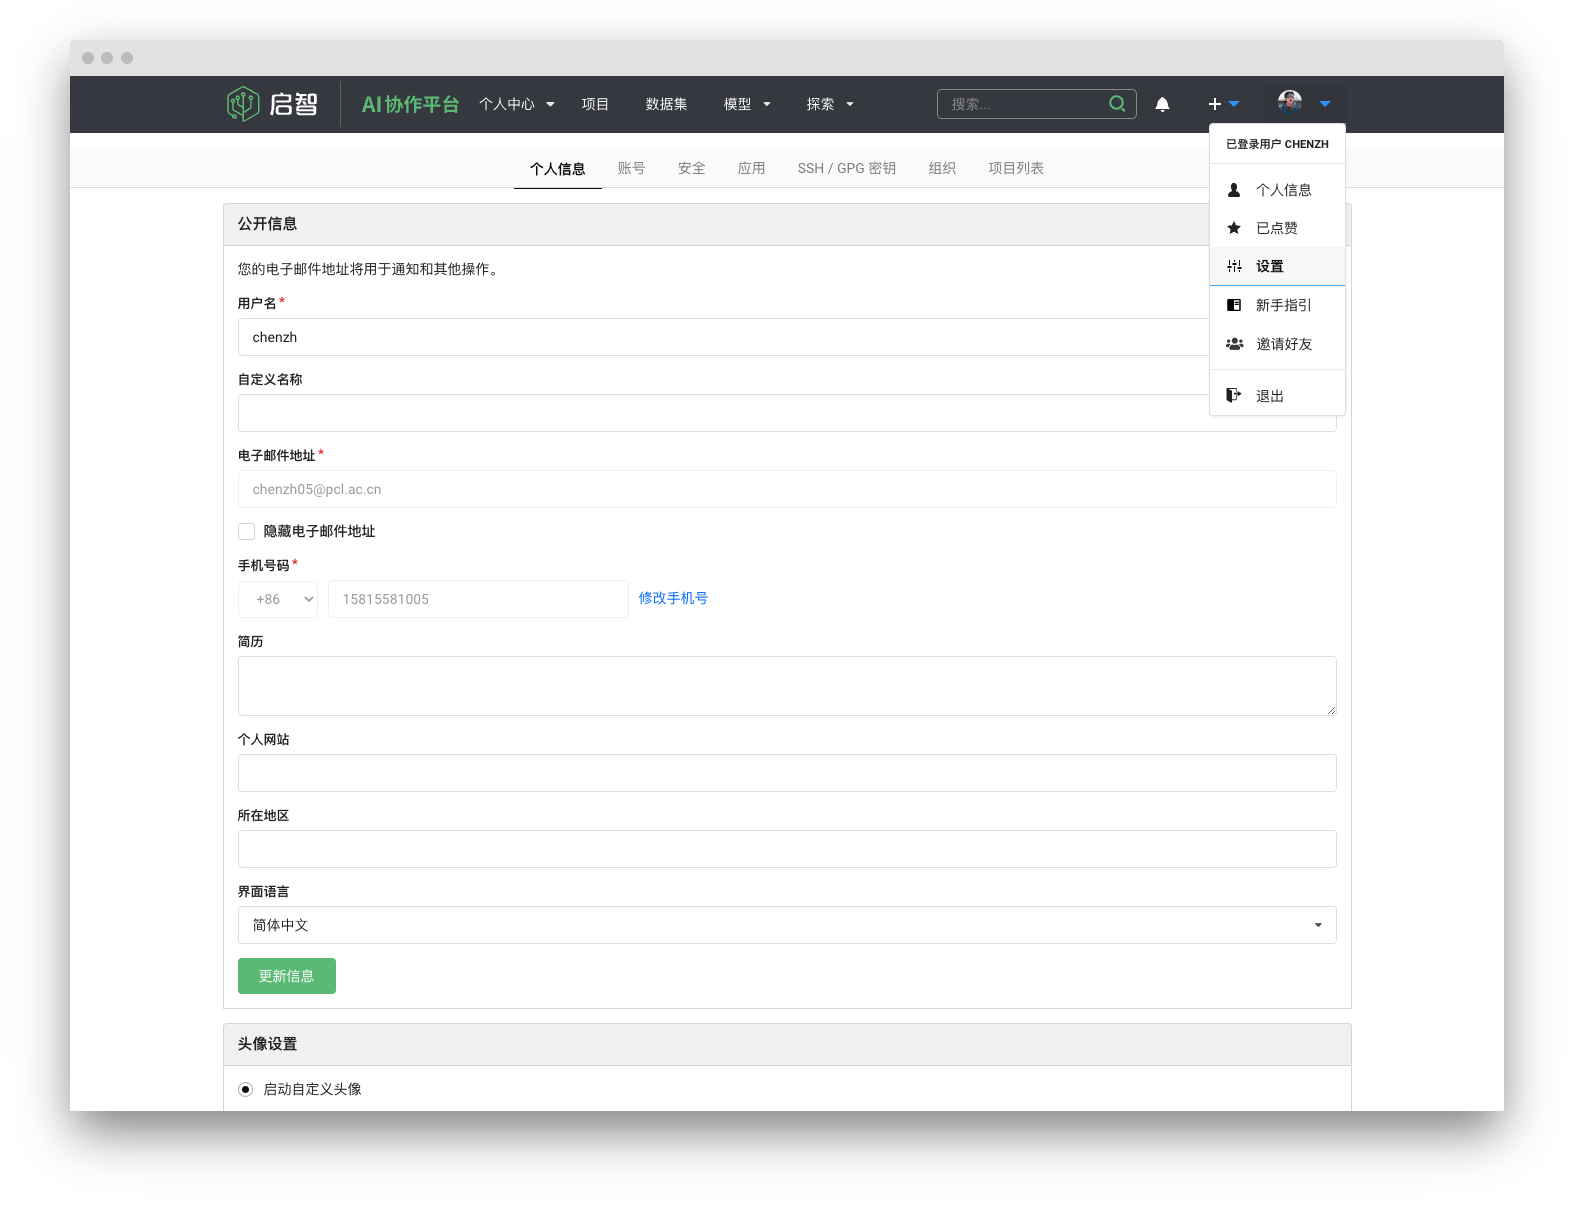 启智 AI协作平台 个人中心 项目 数据集 模型 探索 搜索...
已登录用户 CHENZH
个人信息
已点赞
设置
新手指引
邀请好友
退出
个人信息 账号 安全 应用 SSH / GPG 密钥 组织 项目列表
公开信息
您的电子邮件地址将用于通知和其他操作。
用户名*
chenzh
自定义名称
电子邮件地址*
chenzh05@pcl.ac.cn
隐藏电子邮件地址
手机号码*
+86 15815581005 修改手机号
简历
个人网站
所在地区
界面语言
简体中文
更新信息
头像设置
启动自定义头像